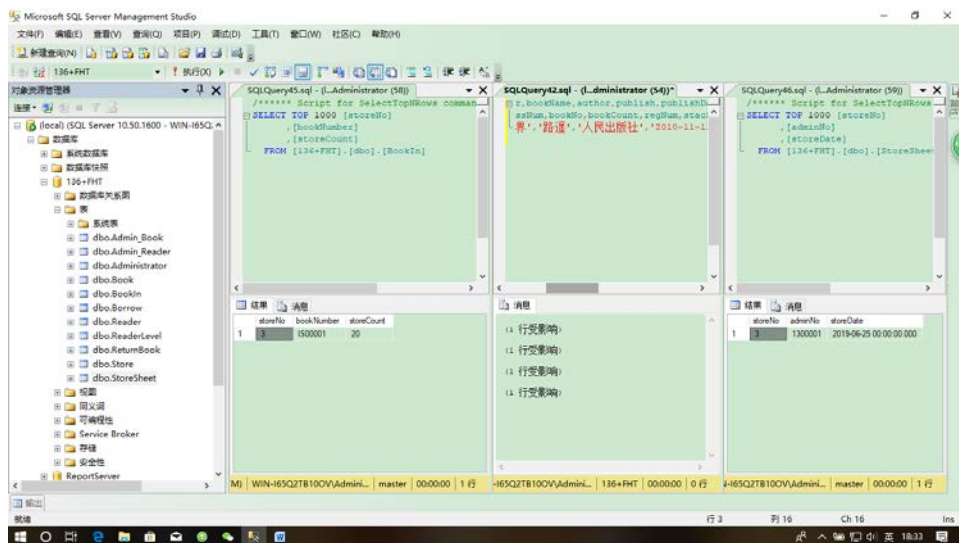 Microsoft SQL Server Management Studio
文件(F) 编辑(E) 查看(V) 查询(Q) 项目(P) 调试(D) 工具(T) 窗口(W) 社区(C) 帮助(H)
新建查询(N)
136+FHT
执行(X)
对象资源管理器
连接
(local) (SQL Server 10.50.1600 - WIN-I65Q2
数据库
系统数据库
数据库快照
136+FHT
数据库关系图
表
系统表
dbo.Admin_Book
dbo.Admin_Reader
dbo.Administrator
dbo.Book
dbo.BookIn
dbo.Borrow
dbo.Reader
dbo.ReaderLevel
dbo.ReturnBook
dbo.Store
dbo.StoreSheet
视图
同义词
可编程性
Service Broker
存储
安全性
ReportServer
SQLQuery45.sql - (l...Administrator (58))
/****** Script for SelectTopNRows comman
SELECT TOP 1000 [storeNo]
,[bookNumber]
,[storeCount]
FROM [136+FHT].[dbo].[BookIn]
结果 消息
storeNo bookNumber storeCount
1 3 IS00001 20
M) WIN-I65Q2TB10OV\Admini... master 00:00:00 1 行
SQLQuery42.sql - (l...dministrator (54))*
r,bookName,author,publish,publishD
ssNum,bookNo,bookCount,regNum,stac
界','路遥','人民出版社','2010-11-1
消息
(1 行受影响)
(1 行受影响)
(1 行受影响)
(1 行受影响)
-I65Q2TB10OV\Admini... 136+FHT 00:00:00 0 行
SQLQuery46.sql - (l...Administrator (59))
/****** Script for SelectTopNRows comman
SELECT TOP 1000 [storeNo]
,[adminNo]
,[storeDate]
FROM [136+FHT].[dbo].[StoreShee
结果 消息
storeNo adminNo storeDate
1 3 1300001 2019-06-25 00:00:00.000
I-I65Q2TB10OV\Admini... master 00:00:00 1 行
输出
就绪
行 3 列 16 Ch 16 Ins
英 18:33